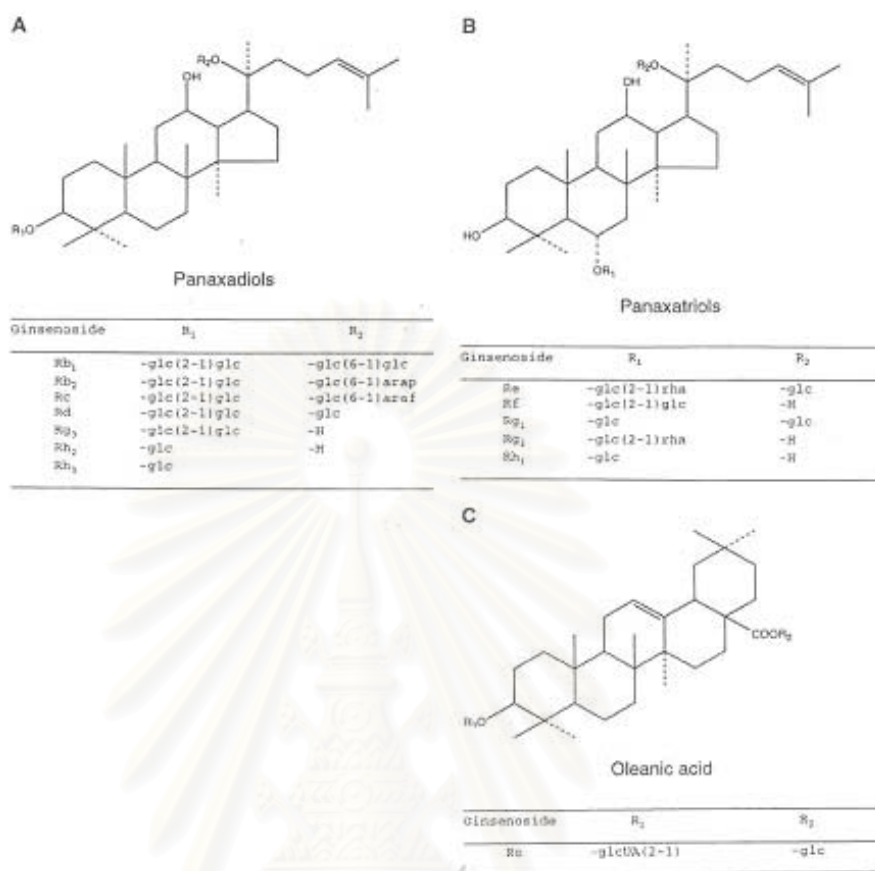 A
R₂O
OH
R₁O
Panaxadiols
Ginsenoside R₁ R₂
Rb₁ -glc(2-1)glc -glc(6-1)glc
Rb₂ -glc(2-1)glc -glc(6-1)arap
Rc -glc(2-1)glc -glc(6-1)araf
Rd -glc(2-1)glc -glc
Rg₃ -glc(2-1)glc -H
Rh₂ -glc -H
Rh₃ -glc
B
R₂O
OH
HO
OR₁
Panaxatriols
Ginsenoside R₁ R₂
Re -glc(2-1)rha -glc
Rf -glc(2-1)glc -H
Rg₁ -glc -glc
-glc(2-1)rha -H
Rh₁ -glc -H
C
COOR₂
R₁O
Oleanic acid
Ginsenoside R₁ R₂
Ro -glcUA(2-1) -glc